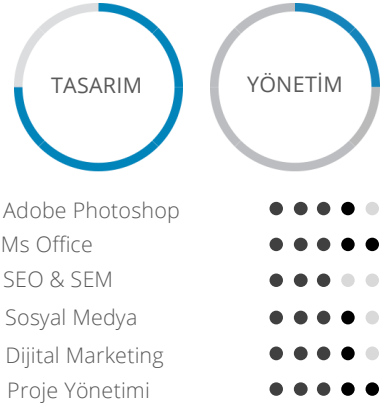 TASARIM
YÖNETİM
Adobe Photoshop
Ms Office
SEO & SEM
Sosyal Medya
Dijital Marketing
Proje Yönetimi